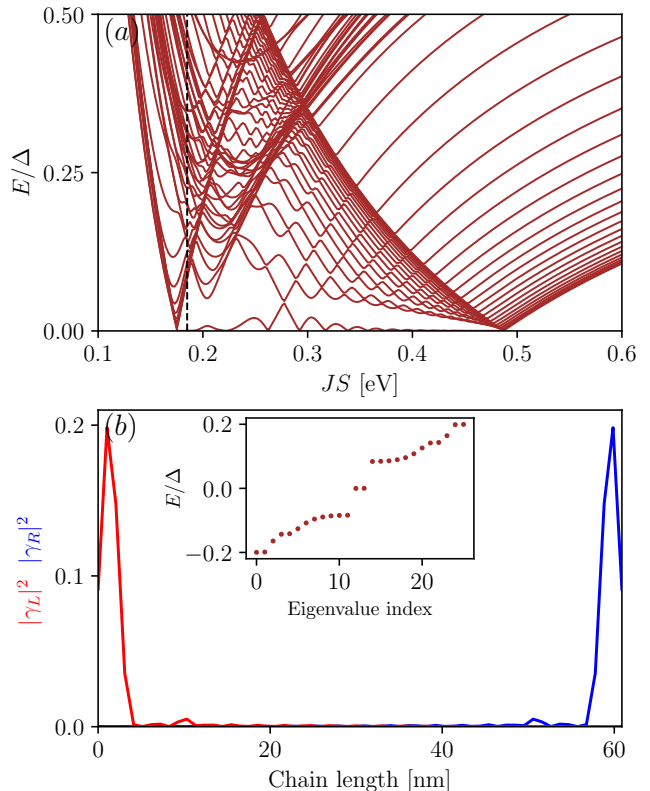 (a)
0.50
0.25
0.00
E/Δ
0.1 0.2 0.3 0.4 0.5 0.6
JS [eV]
(b)
0.2
0.1
0.0
|γ_L|² |γ_R|²
0.2
0.0
−0.2
E/Δ
0 10 20
Eigenvalue index
0 20 40 60
Chain length [nm]